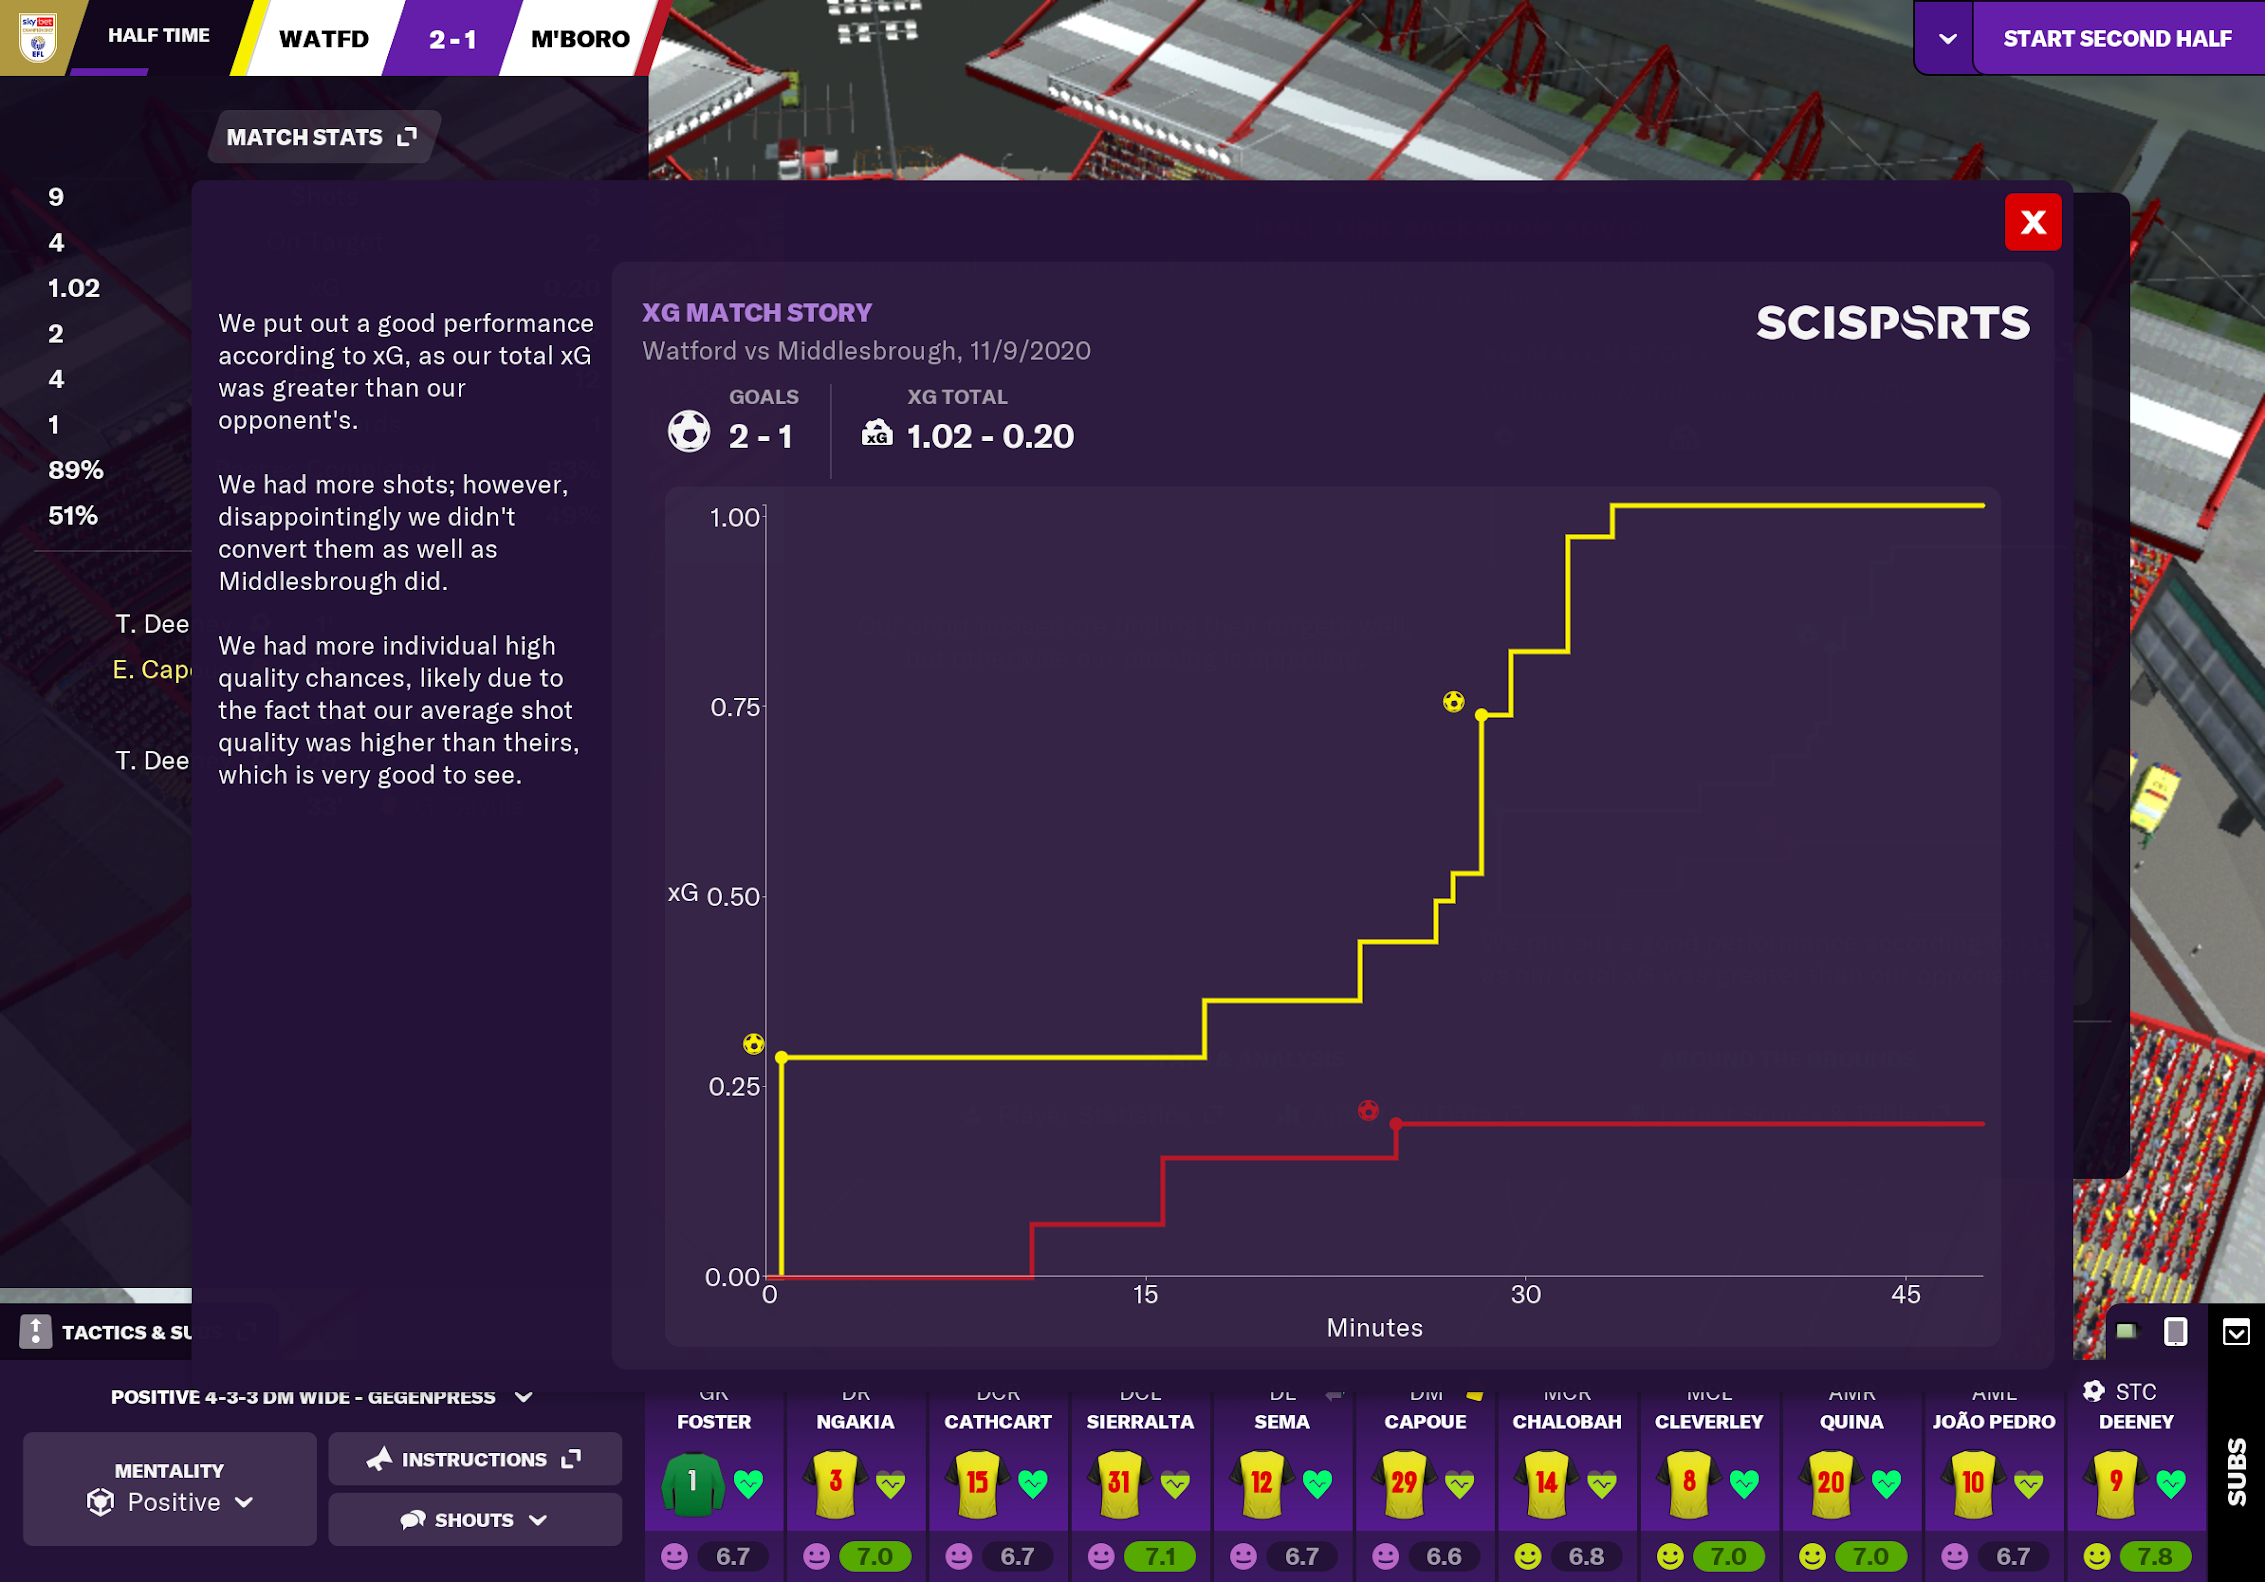 sky bet
CHAMPIONSHIP
EFL
HALF TIME
WATFD
2 - 1
M'BORO
START SECOND HALF
MATCH STATS
9
4
1.02
2
4
1
89%
51%
T. Dee
E. Cap
T. Dee
X
We put out a good performance
according to xG, as our total xG
was greater than our
opponent's.
We had more shots; however,
disappointingly we didn't
convert them as well as
Middlesbrough did.
We had more individual high
quality chances, likely due to
the fact that our average shot
quality was higher than theirs,
which is very good to see.
XG MATCH STORY
Watford vs Middlesbrough, 11/9/2020
SCISPORTS
GOALS
2 - 1
XG TOTAL
xG
1.02 - 0.20
1.00
0.75
xG 0.50
0.25
0.00
0 15 30 45
Minutes
TACTICS & SU
POSITIVE 4-3-3 DM WIDE - GEGENPRESS
MENTALITY
Positive
INSTRUCTIONS
SHOUTS
GK DR DCR DCL DL DM MCR MCL AMR AML STC
FOSTER NGAKIA CATHCART SIERRALTA SEMA CAPOUE CHALOBAH CLEVERLEY QUINA JOÃO PEDRO DEENEY
1 3 15 31 12 29 14 8 20 10 9
6.7 7.0 6.7 7.1 6.7 6.6 6.8 7.0 7.0 6.7 7.8
SUBS